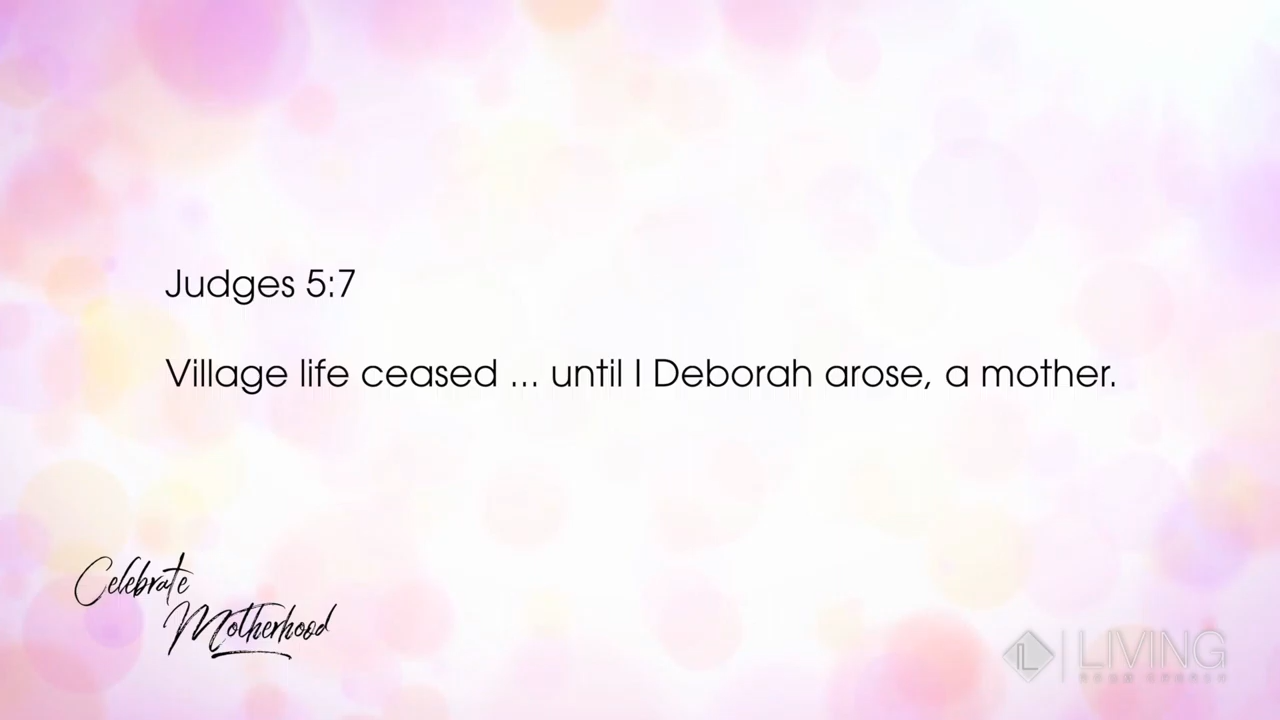 Judges 5:7
Village life ceased ... until I Deborah arose, a mother.
Celebrate
Motherhood
LIVING